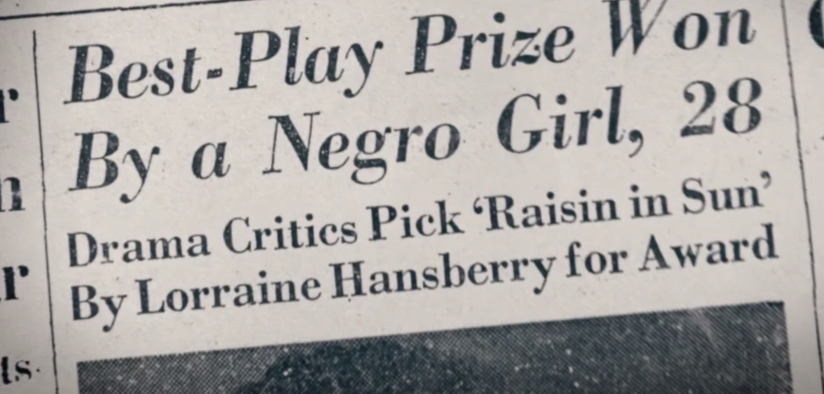 Best-Play Prize Won
By a Negro Girl, 28
Drama Critics Pick ‘Raisin in Sun’
By Lorraine Hansberry for Award